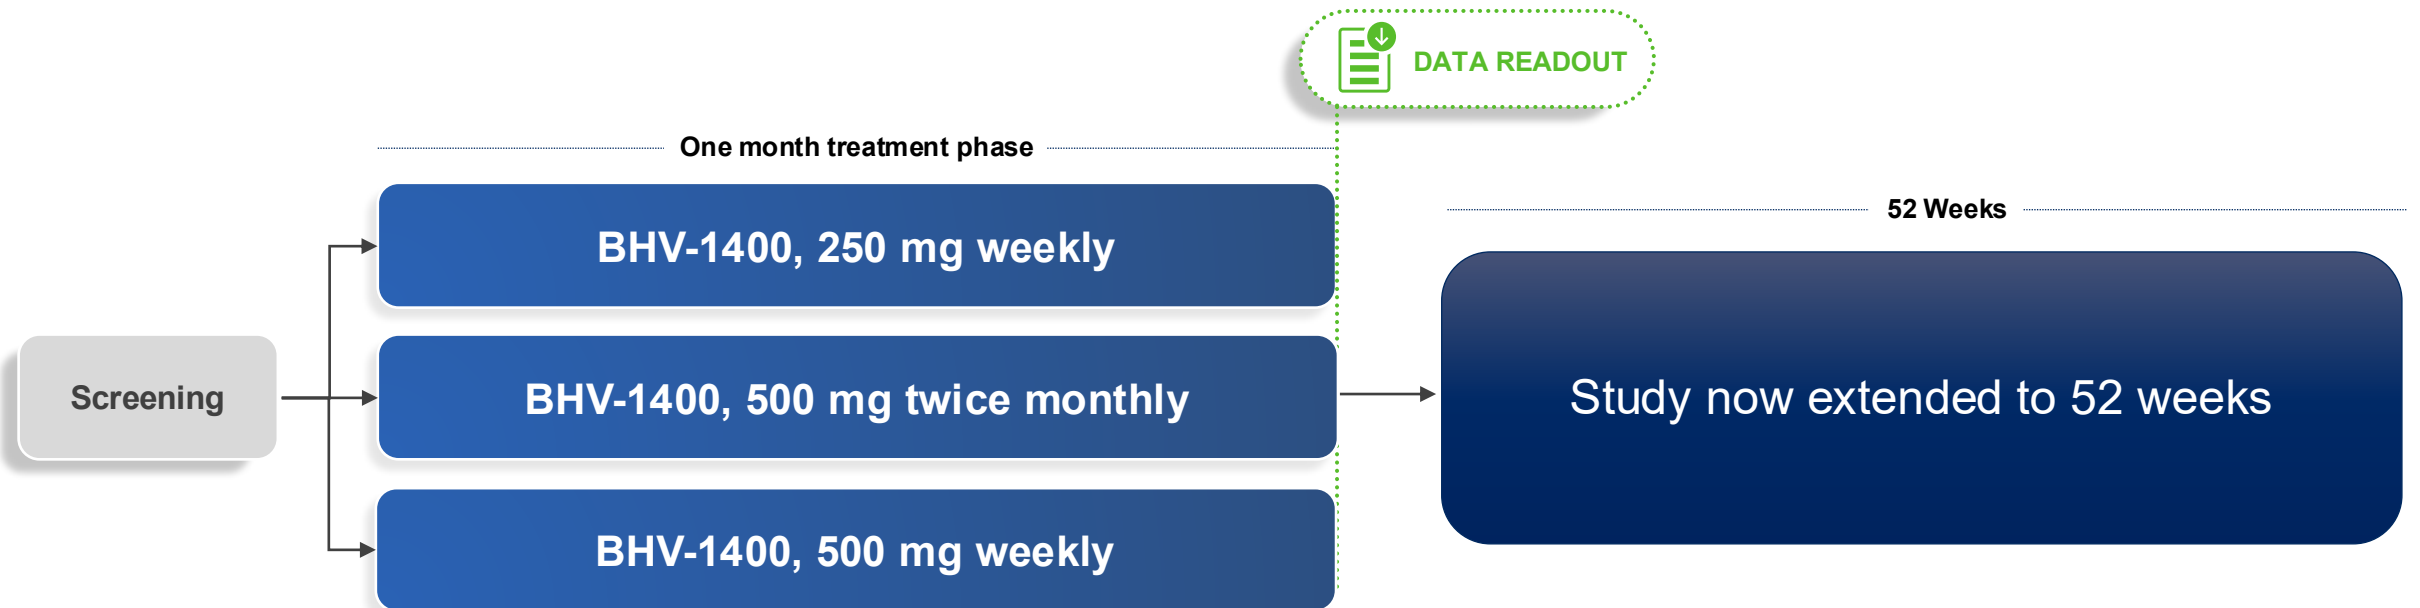 DATA READOUT
One month treatment phase
BHV-1400, 250 mg weekly
52 Weeks
Screening
BHV-1400, 500 mg twice monthly
Study now extended to 52 weeks
BHV-1400, 500 mg weekly